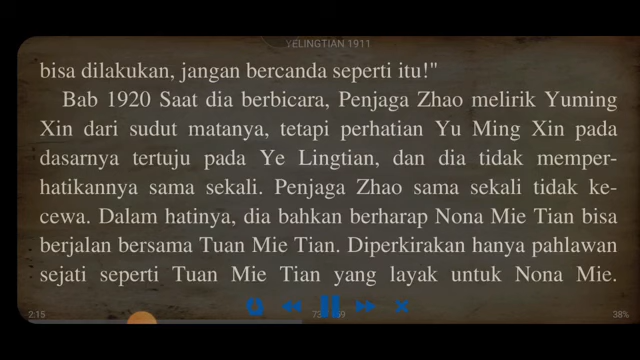 YELINGTIAN 1911
bisa dilakukan, jangan bercanda seperti itu!"
Bab 1920 Saat dia berbicara, Penjaga Zhao melirik Yuming
Xin dari sudut matanya, tetapi perhatian Yu Ming Xin pada
dasarnya tertuju pada Ye Lingtian, dan dia tidak memper-
hatikannya sama sekali. Penjaga Zhao sama sekali tidak ke-
cewa. Dalam hatinya, dia bahkan berharap Nona Mie Tian bisa
berjalan bersama Tuan Mie Tian. Diperkirakan hanya pahlawan
sejati seperti Tuan Mie Tian yang layak untuk Nona Mie.
2:15
38%